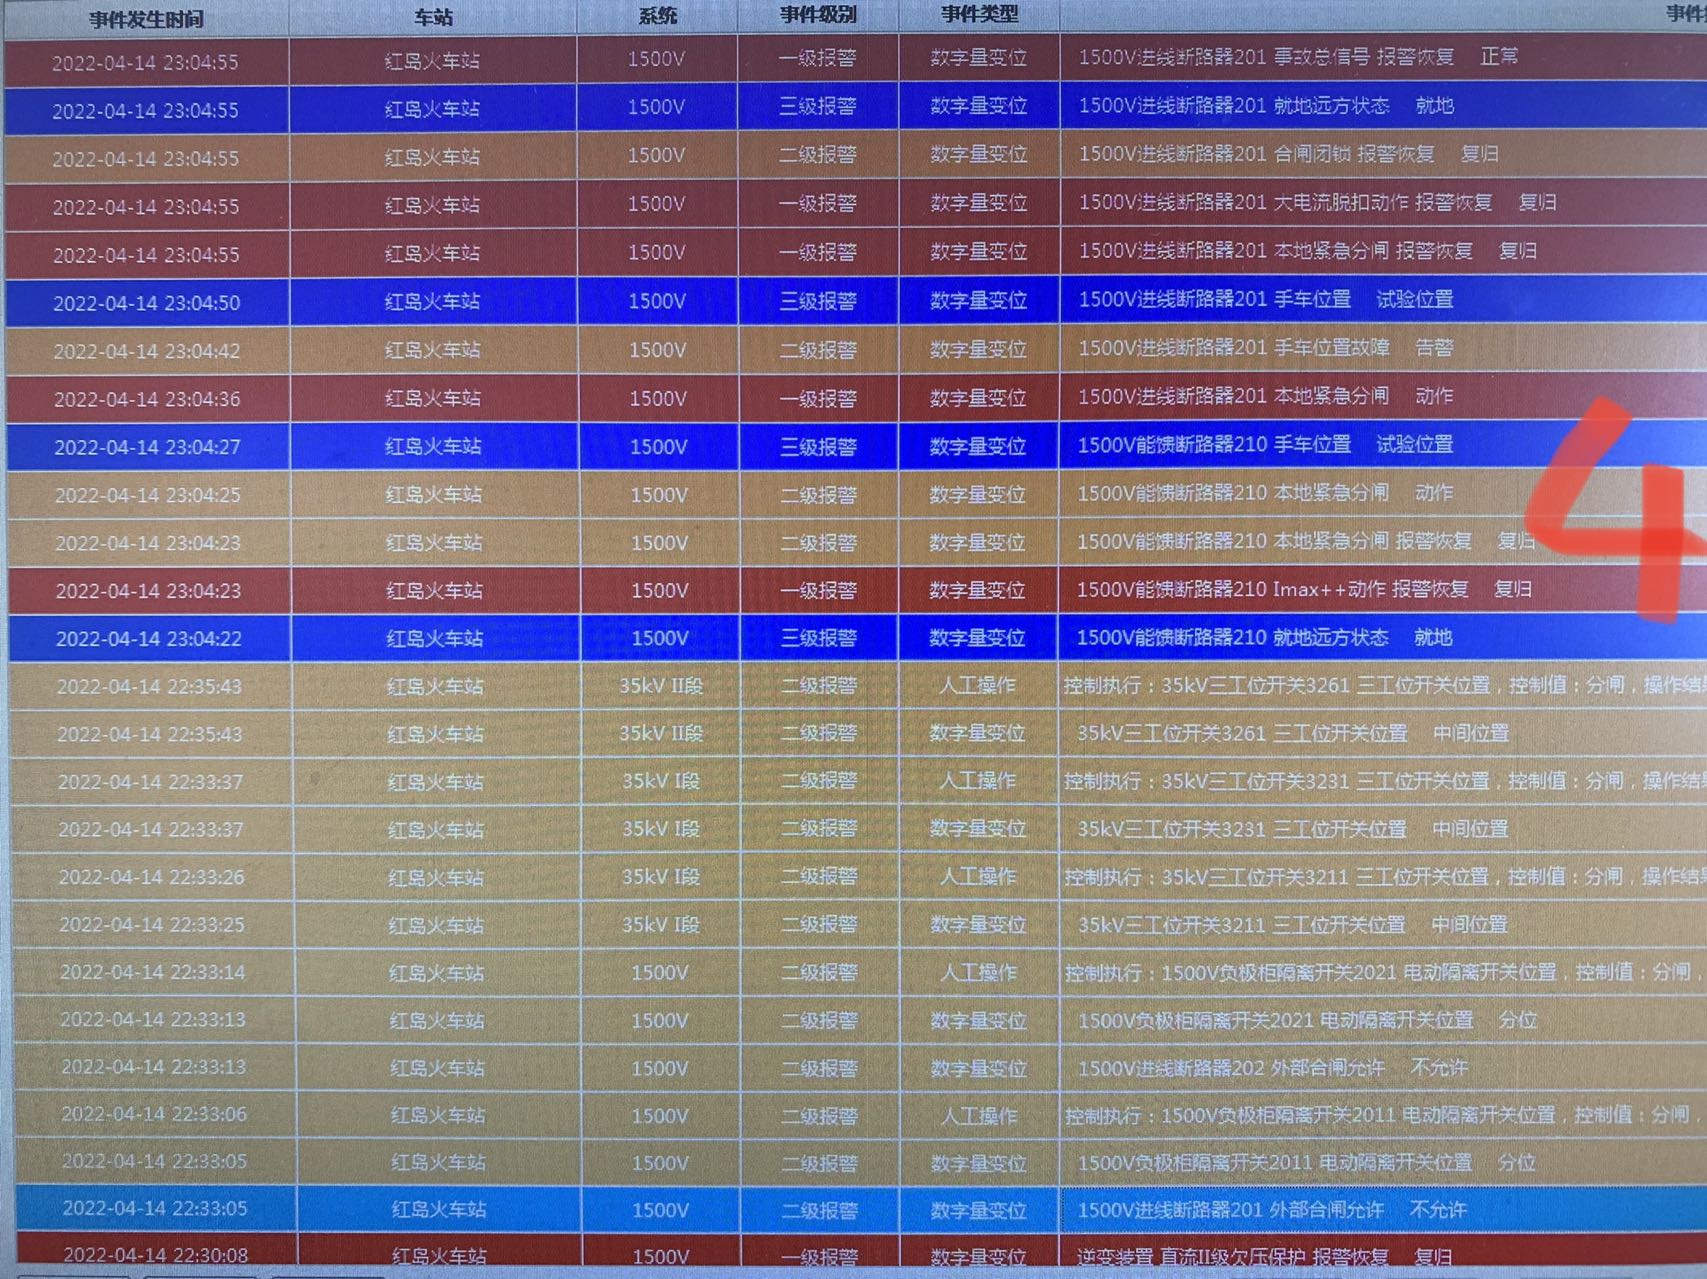 事件发生时间 车站 系统 事件级别 事件类型 事件
2022-04-14 23:04:55 红岛火车站 1500V 一级报警 数字量变位 1500V进线断路器201 事故总信号 报警恢复 正常
2022-04-14 23:04:55 红岛火车站 1500V 三级报警 数字量变位 1500V进线断路器201 就地远方状态 就地
2022-04-14 23:04:55 红岛火车站 1500V 二级报警 数字量变位 1500V进线断路器201 合闸闭锁 报警恢复 复归
2022-04-14 23:04:55 红岛火车站 1500V 一级报警 数字量变位 1500V进线断路器201 大电流脱扣动作 报警恢复 复归
2022-04-14 23:04:55 红岛火车站 1500V 一级报警 数字量变位 1500V进线断路器201 本地紧急分闸 报警恢复 复归
2022-04-14 23:04:50 红岛火车站 1500V 三级报警 数字量变位 1500V进线断路器201 手车位置 试验位置
2022-04-14 23:04:42 红岛火车站 1500V 二级报警 数字量变位 1500V进线断路器201 手车位置故障 告警
2022-04-14 23:04:36 红岛火车站 1500V 一级报警 数字量变位 1500V进线断路器201 本地紧急分闸 动作
2022-04-14 23:04:27 红岛火车站 1500V 三级报警 数字量变位 1500V能馈断路器210 手车位置 试验位置
2022-04-14 23:04:25 红岛火车站 1500V 二级报警 数字量变位 1500V能馈断路器210 本地紧急分闸 动作
4
2022-04-14 23:04:23 红岛火车站 1500V 二级报警 数字量变位 1500V能馈断路器210 本地紧急分闸 报警恢复 复归
2022-04-14 23:04:23 红岛火车站 1500V 一级报警 数字量变位 1500V能馈断路器210 Imax++动作 报警恢复 复归
2022-04-14 23:04:22 红岛火车站 1500V 三级报警 数字量变位 1500V能馈断路器210 就地远方状态 就地
2022-04-14 22:35:43 红岛火车站 35kV II段 二级报警 人工操作 控制执行：35kV三工位开关3261 三工位开关位置，控制值：分闸，操作结
2022-04-14 22:35:43 红岛火车站 35kV II段 二级报警 数字量变位 35kV三工位开关3261 三工位开关位置 中间位置
2022-04-14 22:33:37 红岛火车站 35kV I段 二级报警 人工操作 控制执行：35kV三工位开关3231 三工位开关位置，控制值：分闸，操作结
2022-04-14 22:33:37 红岛火车站 35kV I段 二级报警 数字量变位 35kV三工位开关3231 三工位开关位置 中间位置
2022-04-14 22:33:26 红岛火车站 35kV I段 二级报警 人工操作 控制执行：35kV三工位开关3211 三工位开关位置，控制值：分闸，操作结
2022-04-14 22:33:25 红岛火车站 35kV I段 二级报警 数字量变位 35kV三工位开关3211 三工位开关位置 中间位置
2022-04-14 22:33:14 红岛火车站 1500V 二级报警 人工操作 控制执行：1500V负极柜隔离开关2021 电动隔离开关位置，控制值：分闸
2022-04-14 22:33:13 红岛火车站 1500V 二级报警 数字量变位 1500V负极柜隔离开关2021 电动隔离开关位置 分位
2022-04-14 22:33:13 红岛火车站 1500V 二级报警 数字量变位 1500V进线断路器202 外部合闸允许 不允许
2022-04-14 22:33:06 红岛火车站 1500V 二级报警 人工操作 控制执行：1500V负极柜隔离开关2011 电动隔离开关位置，控制值：分闸，
2022-04-14 22:33:05 红岛火车站 1500V 二级报警 数字量变位 1500V负极柜隔离开关2011 电动隔离开关位置 分位
2022-04-14 22:33:05 红岛火车站 1500V 二级报警 数字量变位 1500V进线断路器201 外部合闸允许 不允许
2022-04-14 22:30:08 红岛火车站 1500V 一级报警 数字量变位 逆变装置 直流II级欠压保护 报警恢复 复归